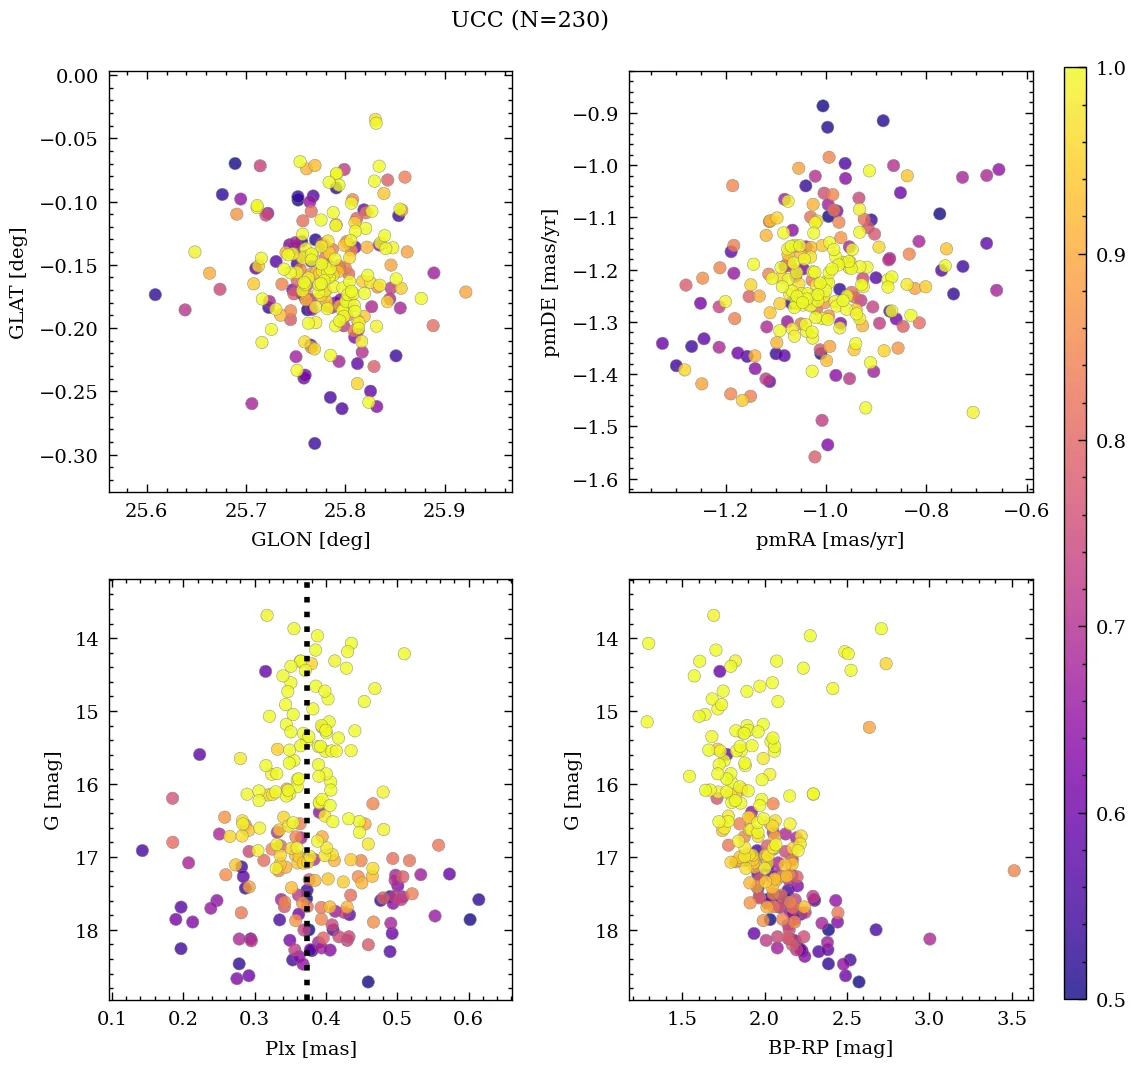 UCC (N=230)
0.00
−0.05
−0.10
−0.15
−0.20
−0.25
−0.30
GLAT [deg]
25.6 25.7 25.8 25.9
GLON [deg]
−0.9
−1.0
−1.1
−1.2
−1.3
−1.4
−1.5
−1.6
pmDE [mas/yr]
−1.2 −1.0 −0.8 −0.6
pmRA [mas/yr]
14
15
16
17
18
G [mag]
0.1 0.2 0.3 0.4 0.5 0.6
Plx [mas]
14
15
16
17
18
G [mag]
1.5 2.0 2.5 3.0 3.5
BP-RP [mag]
1.0
0.9
0.8
0.7
0.6
0.5